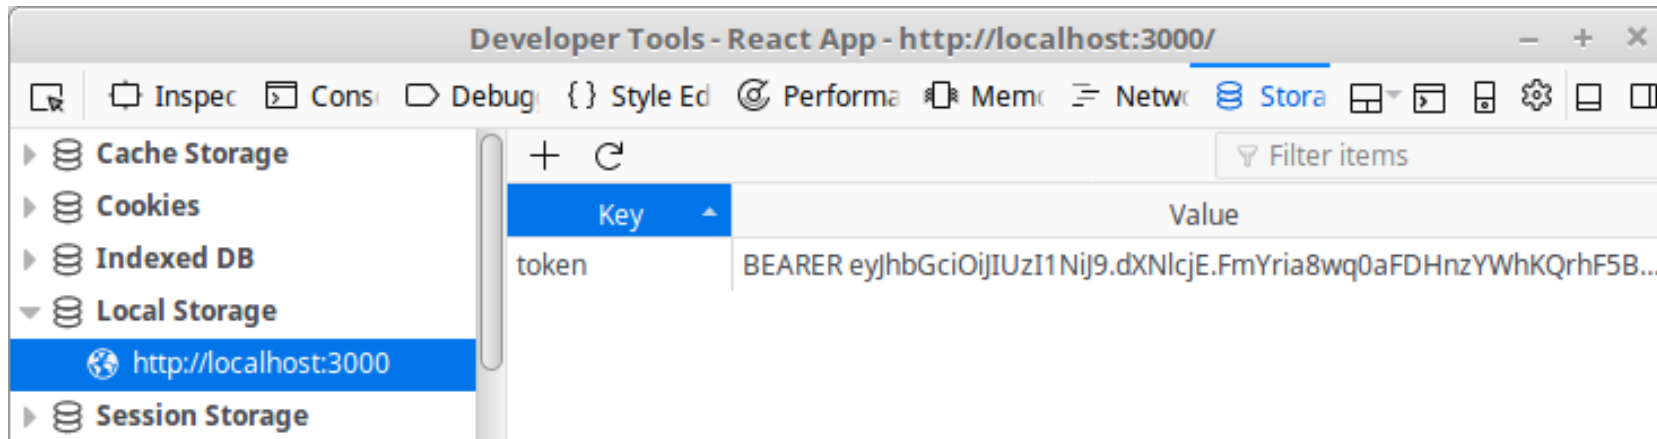 Developer Tools - React App - http://localhost:3000/
Inspec Cons Debug Style Ed Performa Mem Netw Stora
Cache Storage
Cookies
Indexed DB
Local Storage
http://localhost:3000
Session Storage
Filter items
Key Value
token BEARER eyJhbGciOiJIUzI1NiJ9.dXNlcjE.FmYria8wq0aFDHnzYWhKQrhF5B...